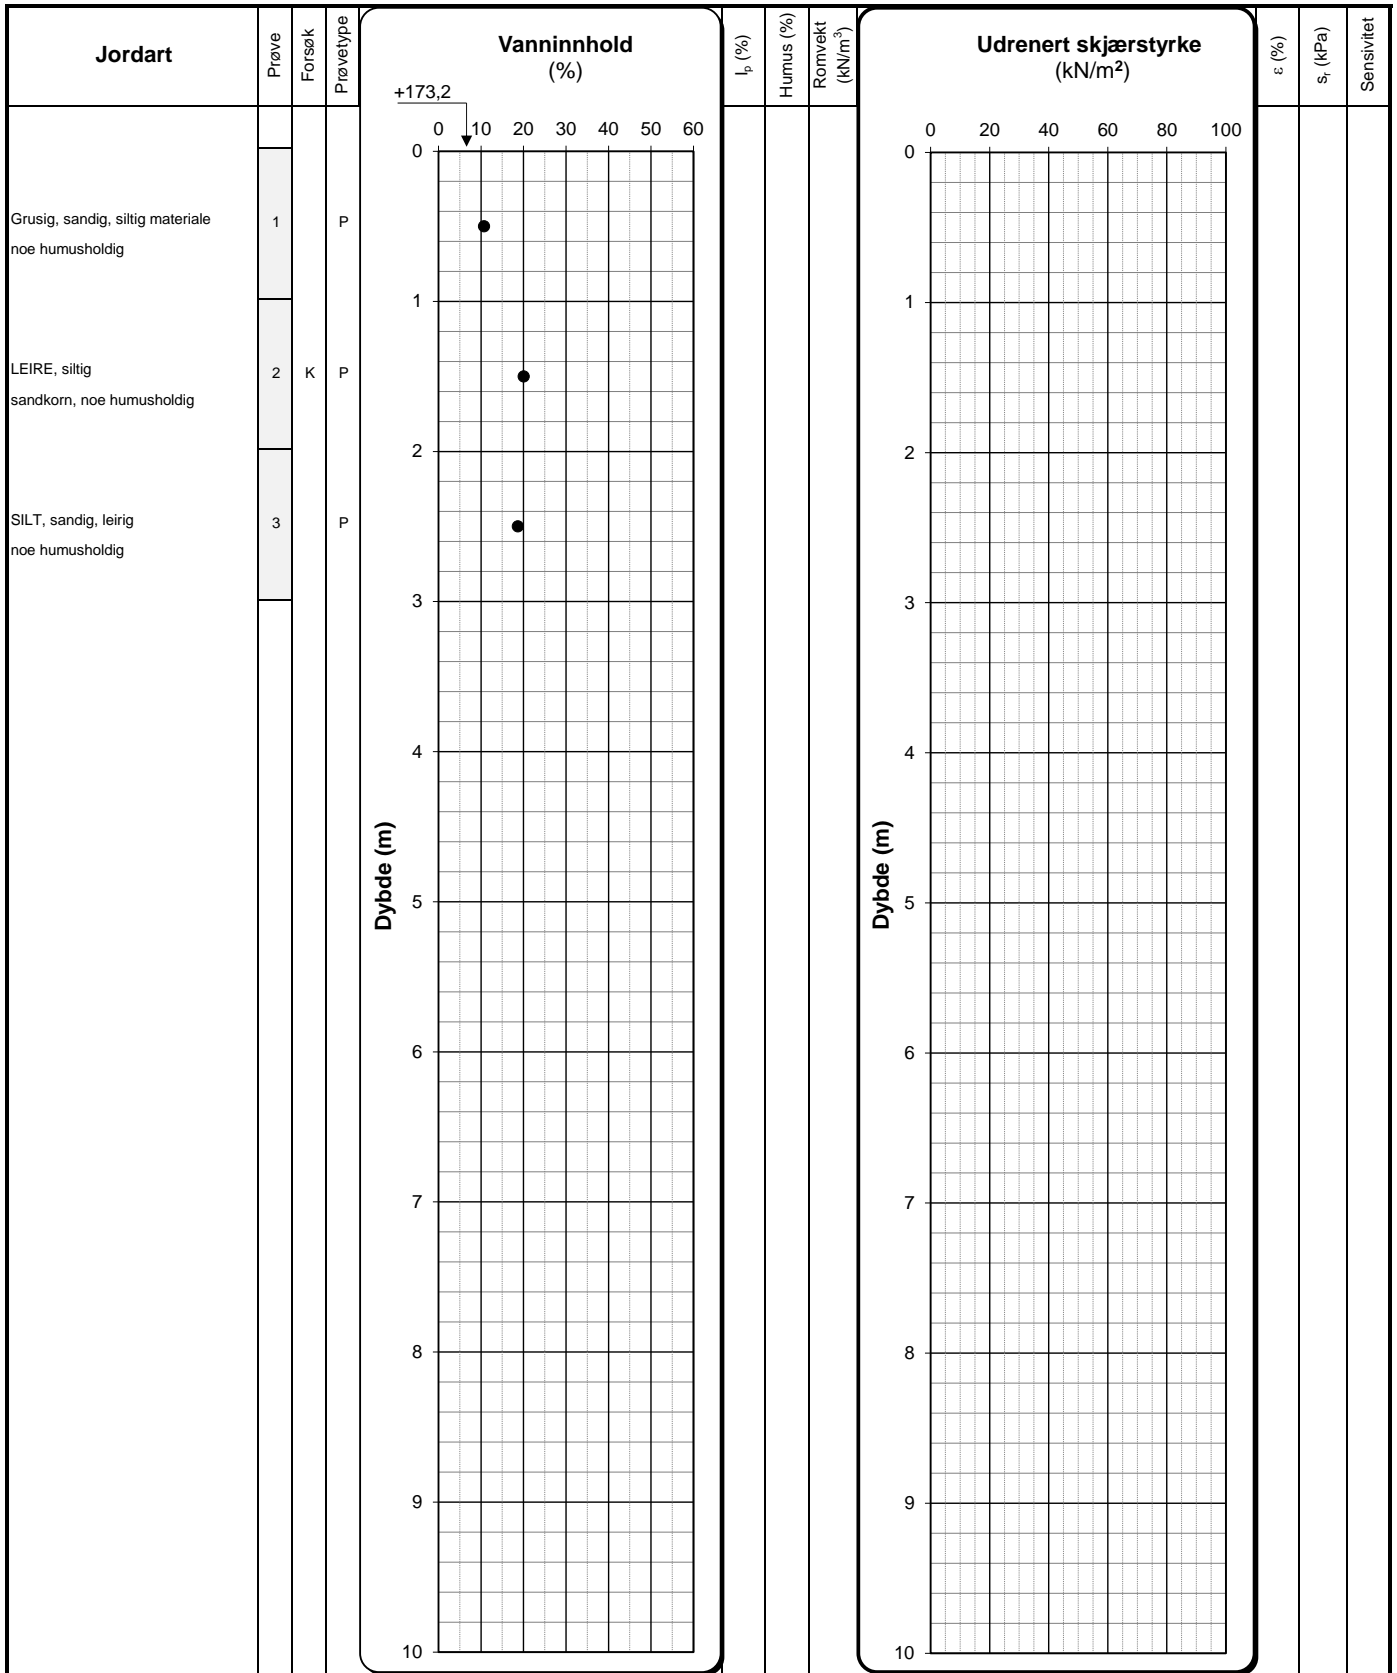 Jordart
Prøve
Forsøk
Prøvetype
Vanninnhold
(%)
+173,2
I_p (%)
Humus (%)
Romvekt
(kN/m³)
Udrenert skjærstyrke
(kN/m²)
ε (%)
s_r (kPa)
Sensivitet
0 10 20 30 40 50 60
0 20 40 60 80 100
Grusig, sandig, siltig materiale
noe humusholdig
1 P
LEIRE, siltig
sandkorn, noe humusholdig
2 K P
SILT, sandig, leirig
noe humusholdig
3 P
Dybde (m)
0
1
2
3
4
5
6
7
8
9
10
Dybde (m)
0
1
2
3
4
5
6
7
8
9
10